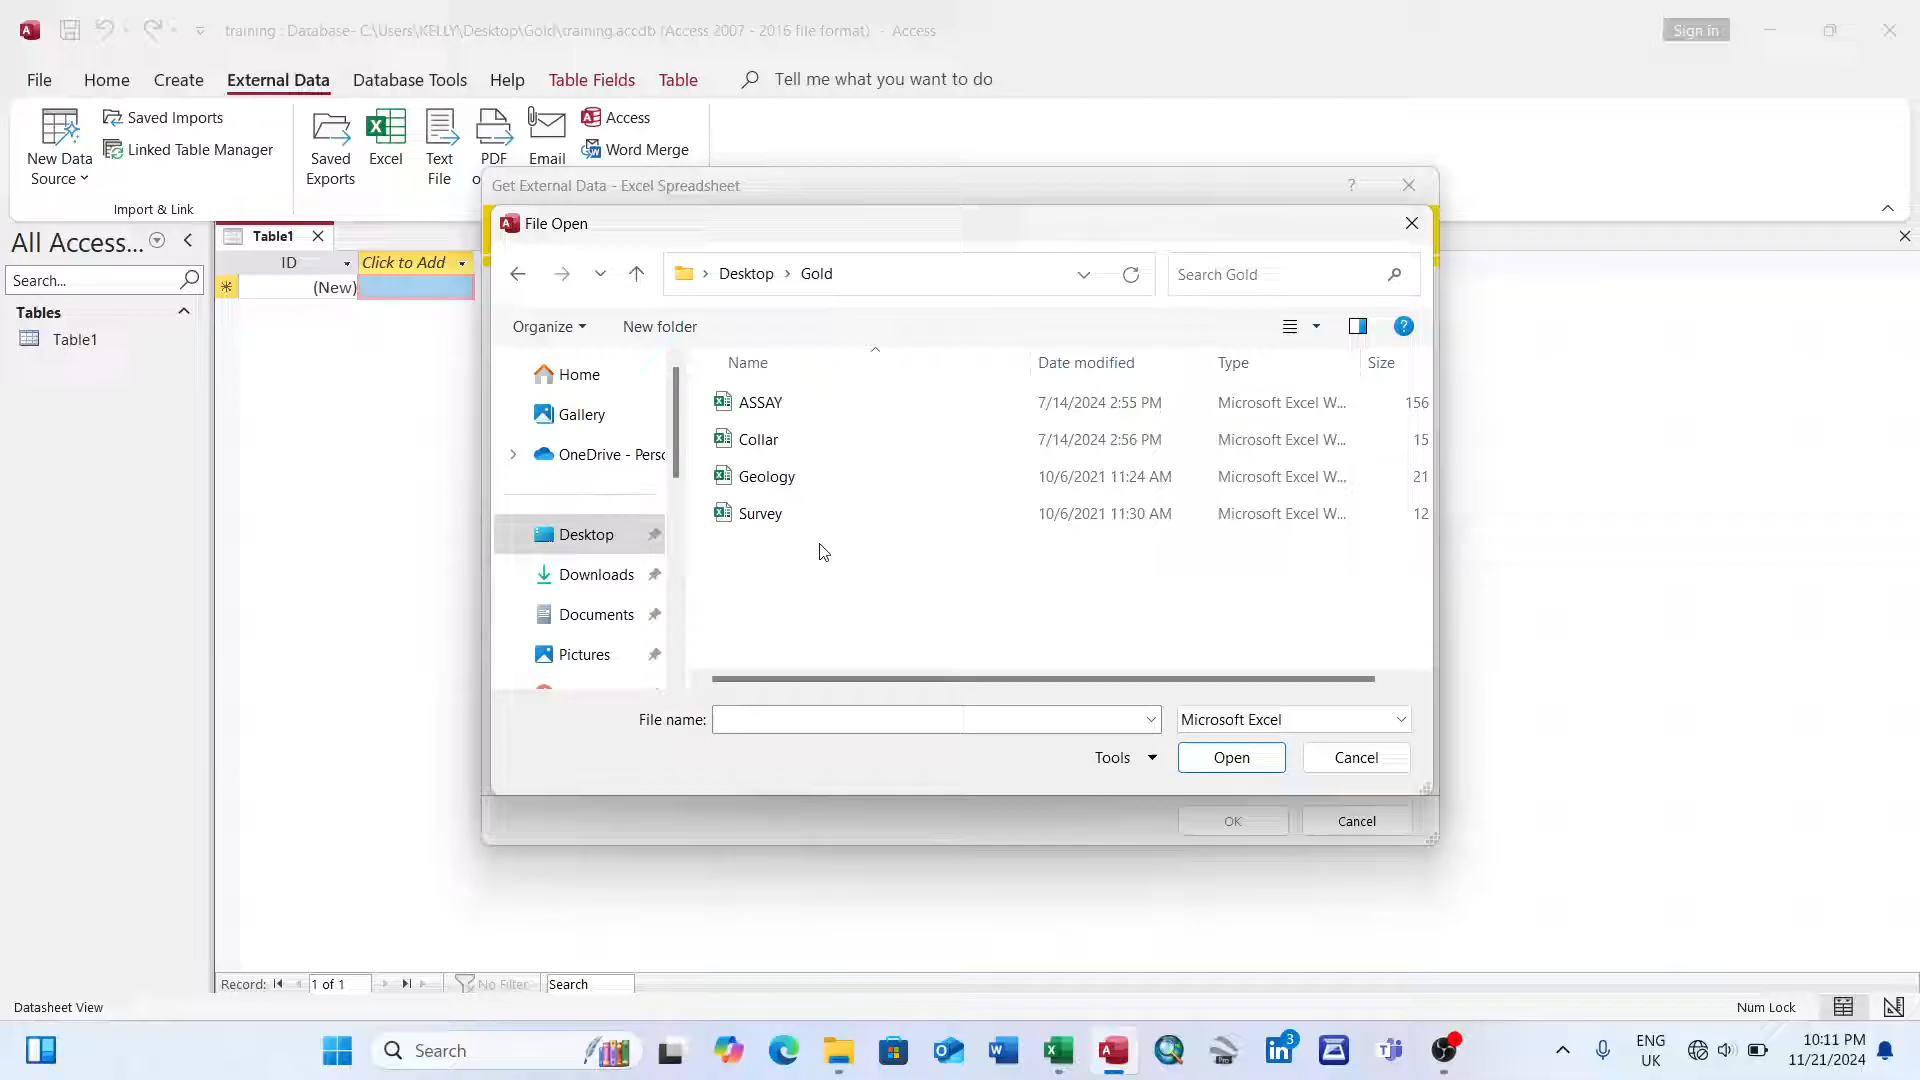 training : Database- C:\Users\KELLY\Desktop\Gold\training.accdb (Access 2007 - 2016 file format) - Access
Sign in
File Home Create External Data Database Tools Help Table Fields Table Tell me what you want to do
New Data Source
Saved Imports
Linked Table Manager
Import & Link
Saved Exports
Excel
Text File
PDF
Email
Access
Word Merge
All Access...
Search...
Tables
Table1
Table1
ID Click to Add
(New)
Get External Data - Excel Spreadsheet
File Open
Desktop Gold
Search Gold
Organize New folder
Home
Gallery
OneDrive - Perso
Desktop
Downloads
Documents
Pictures
Name Date modified Type Size
ASSAY 7/14/2024 2:55 PM Microsoft Excel W... 156
Collar 7/14/2024 2:56 PM Microsoft Excel W... 15
Geology 10/6/2021 11:24 AM Microsoft Excel W... 21
Survey 10/6/2021 11:30 AM Microsoft Excel W... 12
File name: Microsoft Excel
Tools Open Cancel
OK Cancel
Record: 1 of 1 No Filter Search
Datasheet View Num Lock
Search
3
ENG
UK
10:11 PM
11/21/2024